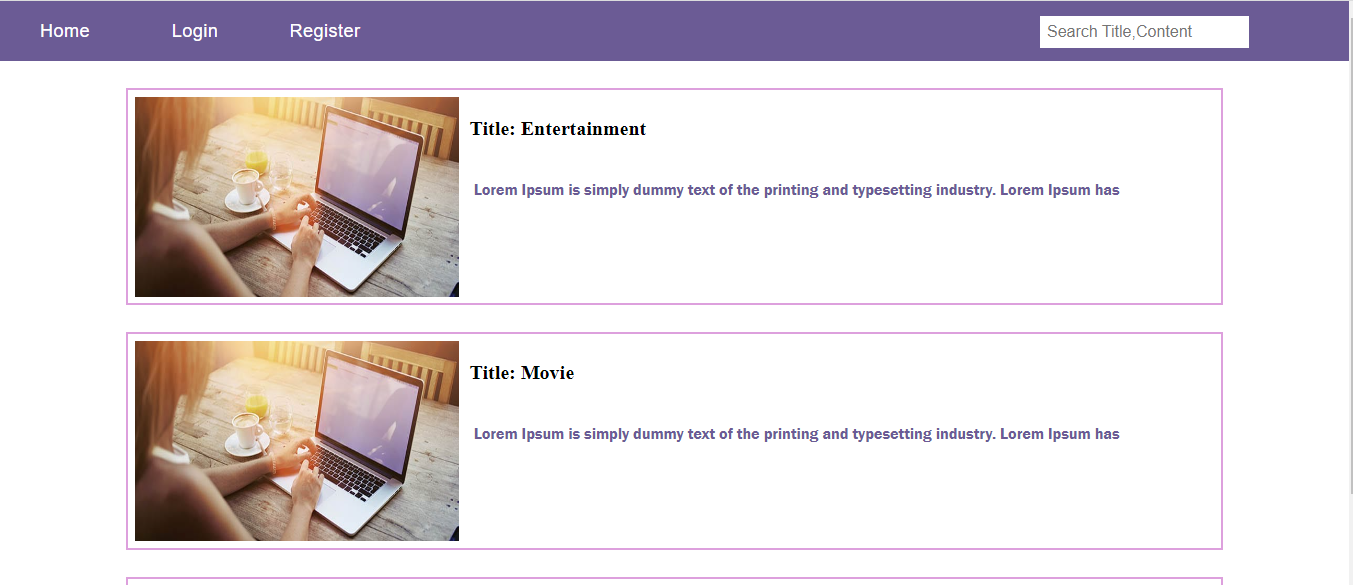 Home Login Register Search Title,Content
Title: Entertainment
Lorem Ipsum is simply dummy text of the printing and typesetting industry. Lorem Ipsum has
Title: Movie
Lorem Ipsum is simply dummy text of the printing and typesetting industry. Lorem Ipsum has